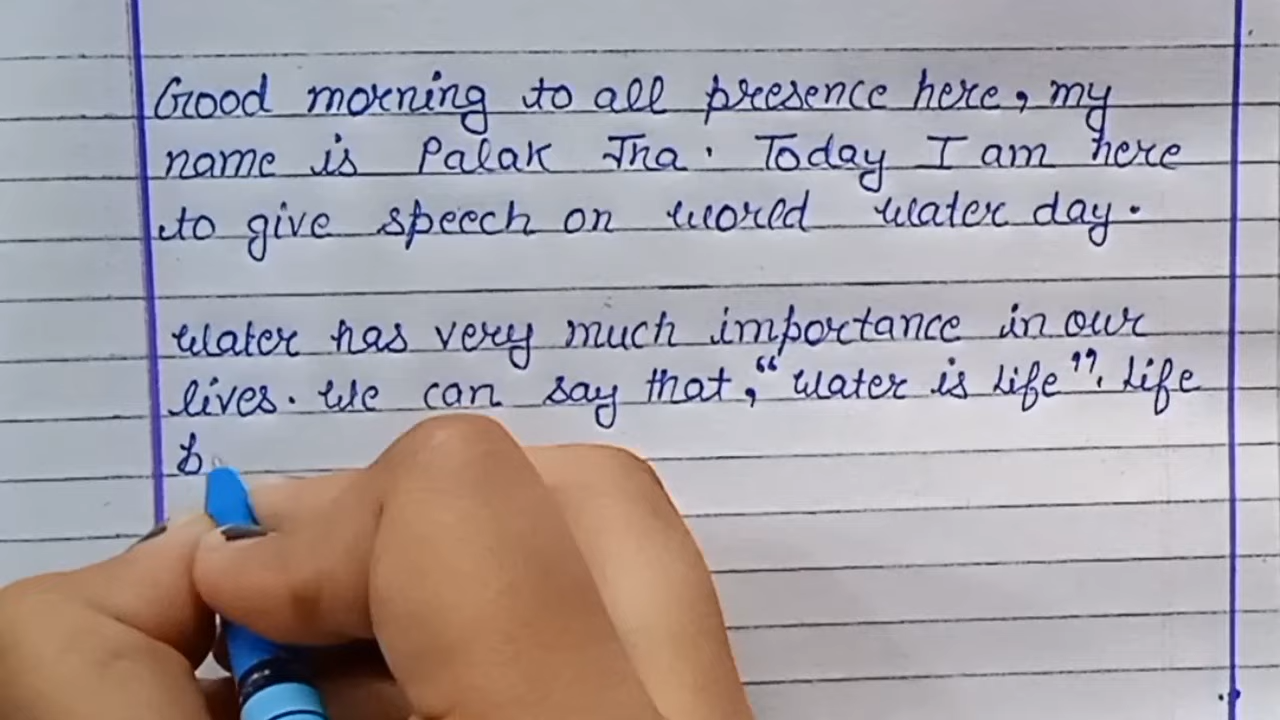 Good morning to all presence here, my
name is Palak Jha. Today I am here
to give speech on world water day.
Water has very much importance in our
lives. We can say that, “Water is Life”. Life